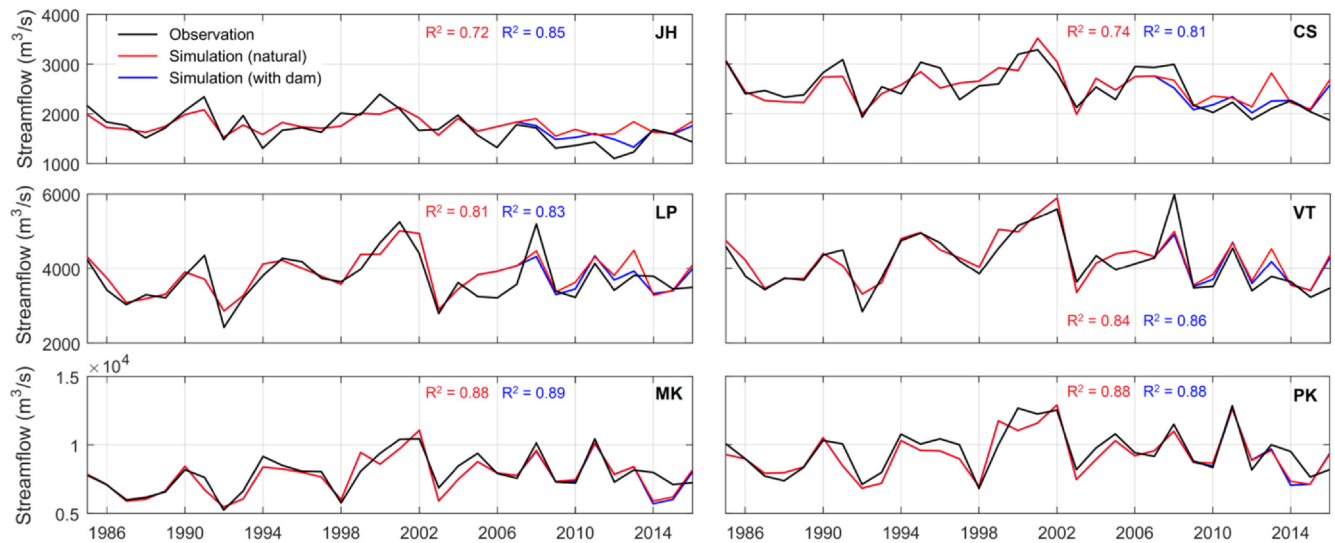 4000
3000
2000
1000
Streamflow (m³/s)
Observation
Simulation (natural)
Simulation (with dam)
R² = 0.72 R² = 0.85
JH
R² = 0.74 R² = 0.81
CS
6000
4000
2000
Streamflow (m³/s)
R² = 0.81 R² = 0.83
LP
VT
R² = 0.84 R² = 0.86
× 10⁴
1.5
1
0.5
Streamflow (m³/s)
R² = 0.88 R² = 0.89
MK
R² = 0.88 R² = 0.88
PK
1986 1990 1994 1998 2002 2006 2010 2014
1986 1990 1994 1998 2002 2006 2010 2014